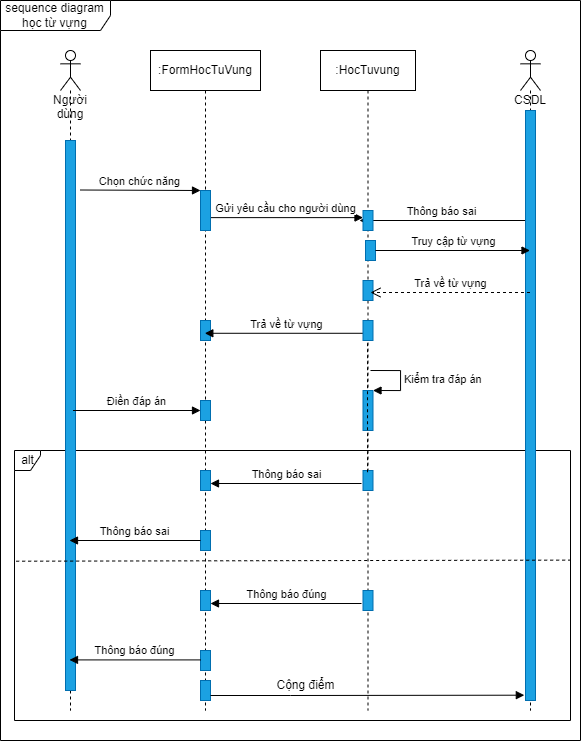 sequence diagram
học từ vựng
:FormHocTuVung
:HocTuvung
Người
dùng
CSDL
Chọn chức năng
Gửi yêu cầu cho người dùng
Thông báo sai
Truy cập từ vựng
Trả về từ vựng
Trả về từ vựng
Kiểm tra đáp án
Điền đáp án
alt
Thông báo sai
Thông báo sai
Thông báo đúng
Thông báo đúng
Cộng điểm